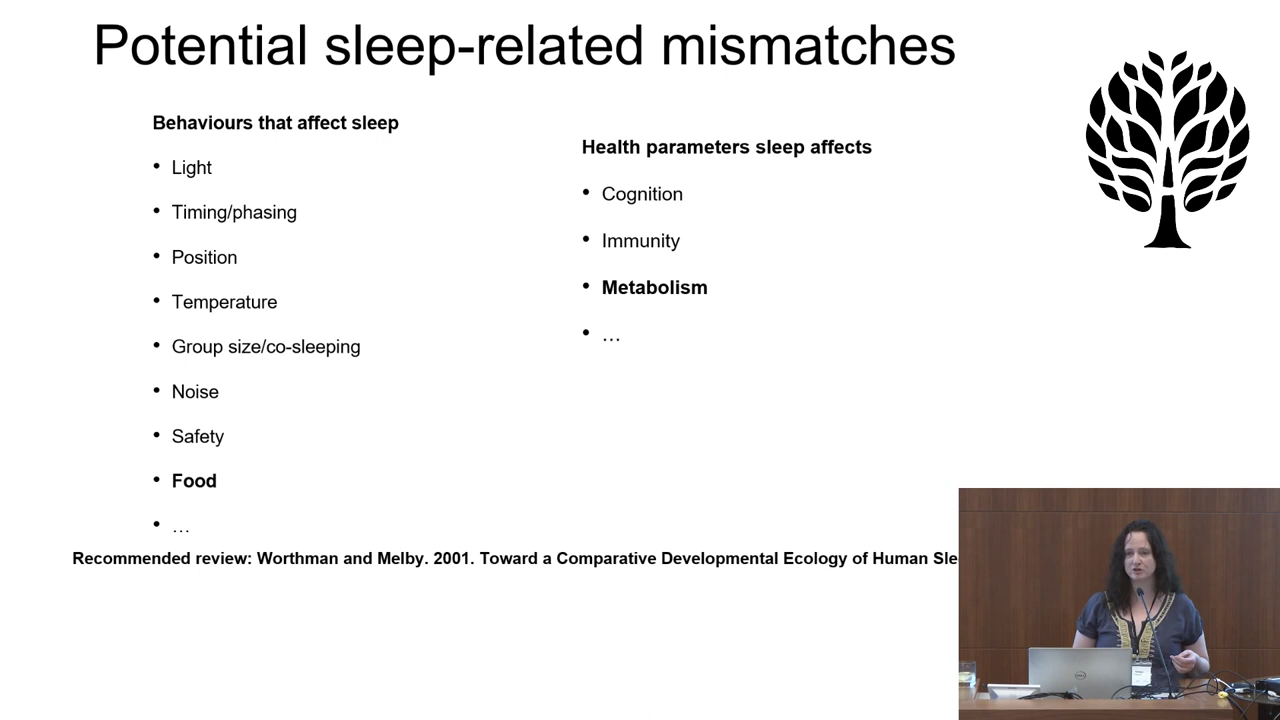 Potential sleep-related mismatches
Behaviours that affect sleep
• Light
• Timing/phasing
• Position
• Temperature
• Group size/co-sleeping
• Noise
• Safety
• Food
• …
Health parameters sleep affects
• Cognition
• Immunity
• Metabolism
• …
Recommended review: Worthman and Melby. 2001. Toward a Comparative Developmental Ecology of Human Sle
DELL